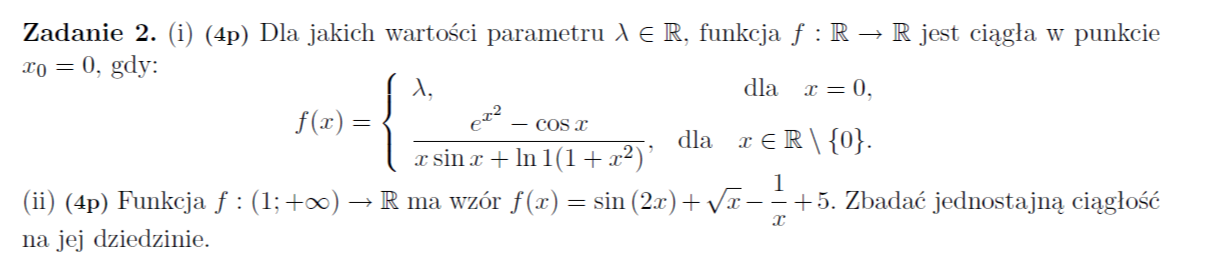 Zadanie 2. (i) (4p) Dla jakich wartości parametru λ ∈ ℝ, funkcja f : ℝ → ℝ jest ciągła w punkcie
x₀ = 0, gdy:
f(x) = { λ, dla x = 0,
(e^{x²} − cos x) / (x sin x + ln 1(1 + x²)), dla x ∈ ℝ \ {0}.
(ii) (4p) Funkcja f : (1; +∞) → ℝ ma wzór f(x) = sin (2x) + √x − 1/x + 5. Zbadać jednostajną ciągłość
na jej dziedzinie.